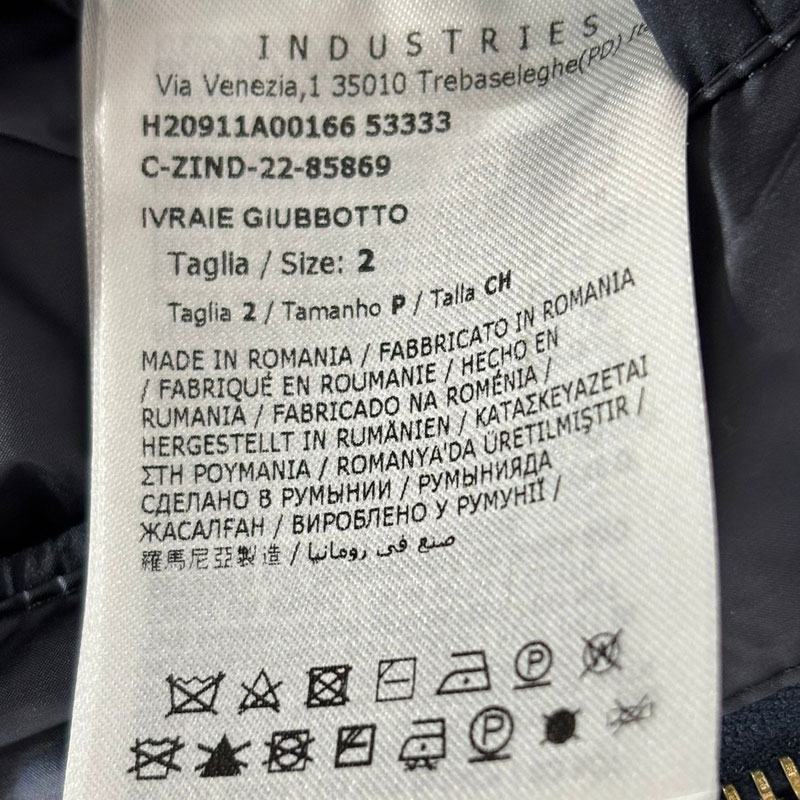 INDUSTRIES
Via Venezia,1 35010 Trebaseleghe(PD)
H20911A00166 53333
C-ZIND-22-85869
IVRAIE GIUBBOTTO
Taglia / Size: 2
Taglia 2 / Tamanho P / Talla CH
MADE IN ROMANIA / FABBRICATO IN ROMANIA
/ FABRIQUÉ EN ROUMANIE / HECHO EN
RUMANIA / FABRICADO NA ROMÉNIA /
HERGESTELLT IN RUMÄNIEN / ΚΑΤΑΣΚΕΥΑΖΕΤΑΙ
ΣΤΗ ΡΟΥΜΑΝΙΑ / ROMANYA'DA ÜRETILMIŞTIR /
СДЕЛАНО В РУМЫНИИ / РУМЫНИЯДА
ЖАСАЛҒАН / ВИРОБЛЕНО У РУМУНІЇ /
羅馬尼亞製造 / صنع في رومانيا
P W
P